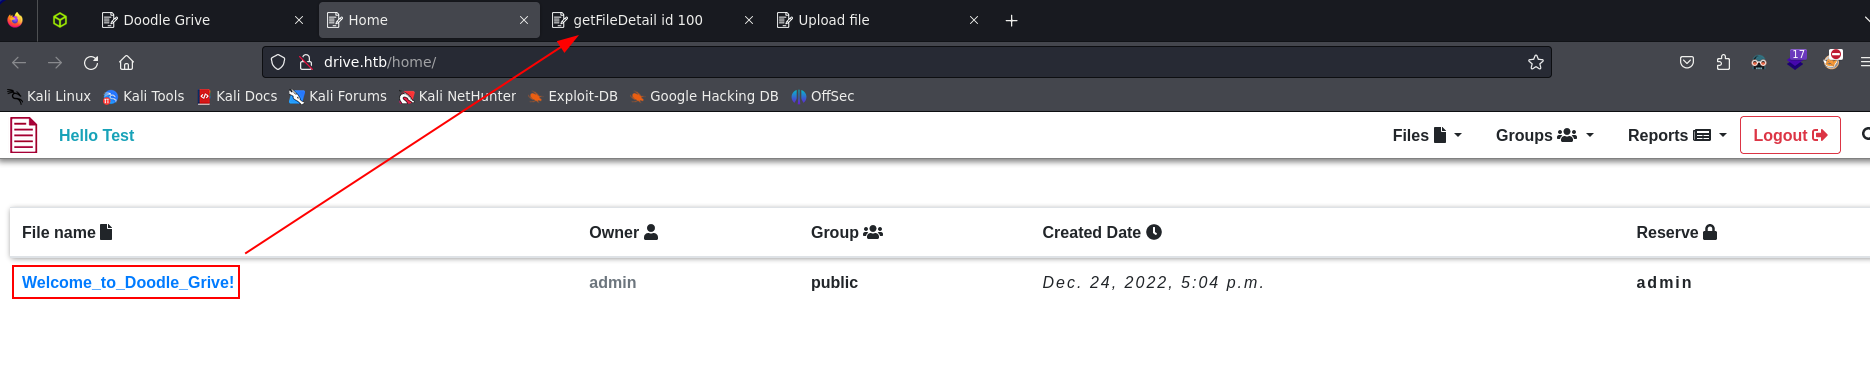 Doodle Grive Home getFileDetail id 100 Upload file
drive.htb/home/ 17
Kali Linux Kali Tools Kali Docs Kali Forums Kali NetHunter Exploit-DB Google Hacking DB OffSec
Hello Test Files Groups Reports Logout
File name Owner Group Created Date Reserve
Welcome_to_Doodle_Grive! admin public Dec. 24, 2022, 5:04 p.m. admin